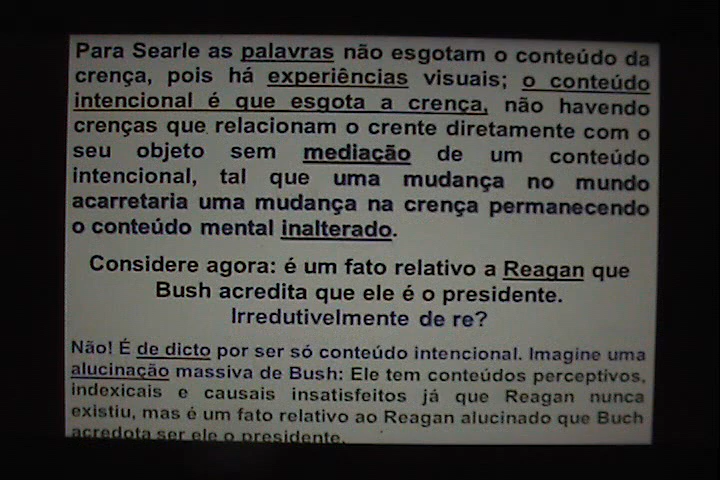 Para Searle as palavras não esgotam o conteúdo da
crença, pois há experiências visuais; o conteúdo
intencional é que esgota a crença, não havendo
crenças que relacionam o crente diretamente com o
seu objeto sem mediação de um conteúdo
intencional, tal que uma mudança no mundo
acarretaria uma mudança na crença permanecendo
o conteúdo mental inalterado.
Considere agora: é um fato relativo a Reagan que
Bush acredita que ele é o presidente.
Irredutivelmente de re?
Não! É de dicto por ser só conteúdo intencional. Imagine uma
alucinação massiva de Bush: Ele tem conteúdos perceptivos,
indexicais e causais insatisfeitos já que Reagan nunca
existiu, mas é um fato relativo ao Reagan alucinado que Buch
acredota ser ele o presidente.